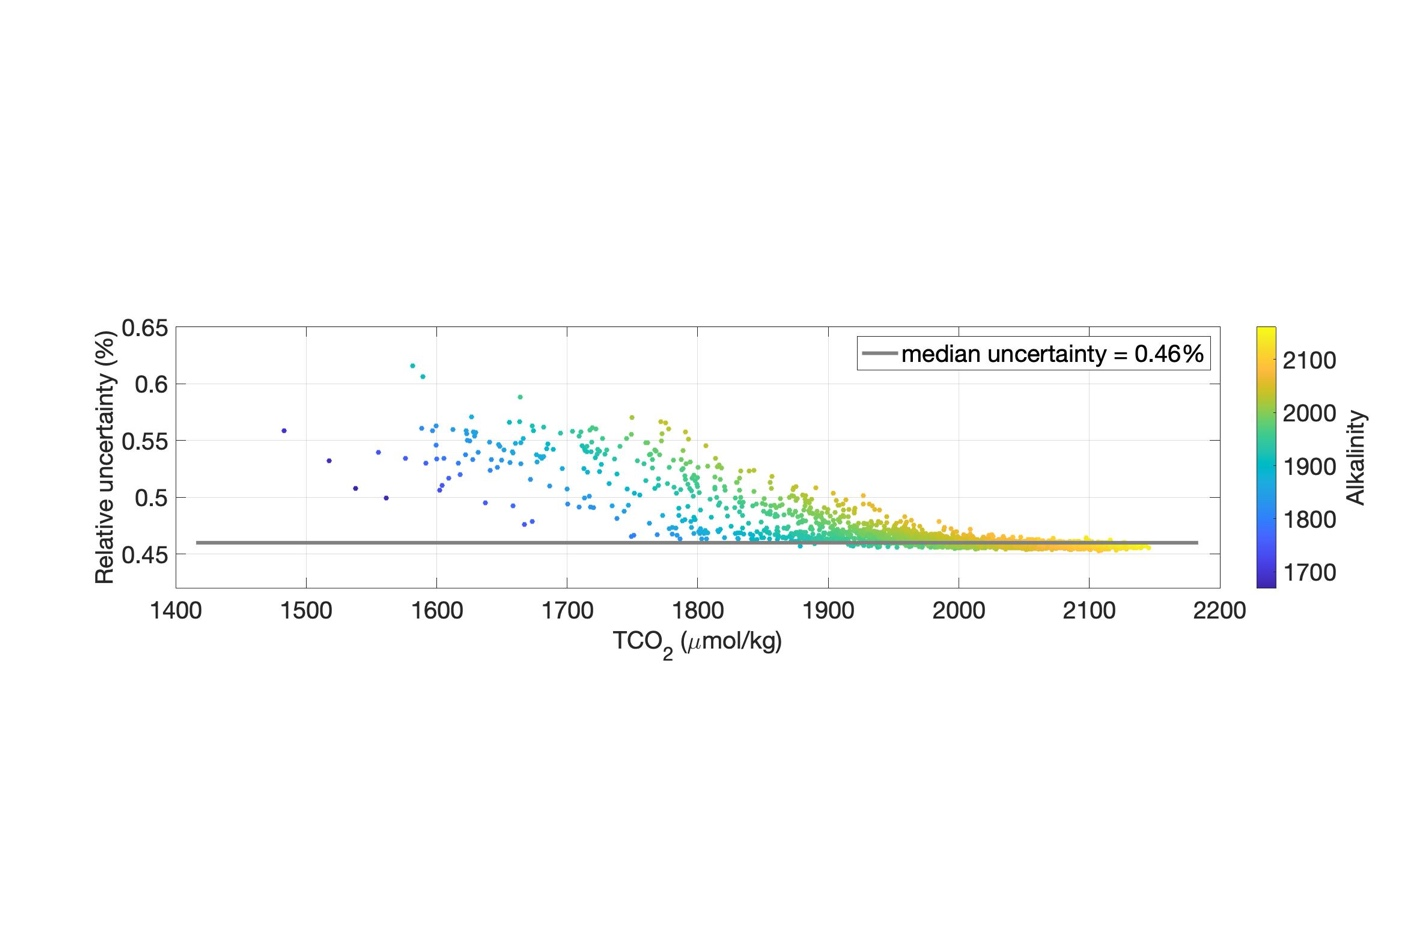 Relative uncertainty (%)
0.65
0.6
0.55
0.5
0.45
median uncertainty = 0.46%
1400 1500 1600 1700 1800 1900 2000 2100 2200
TCO2 (μmol/kg)
2100
2000
1900
1800
1700
Alkalinity